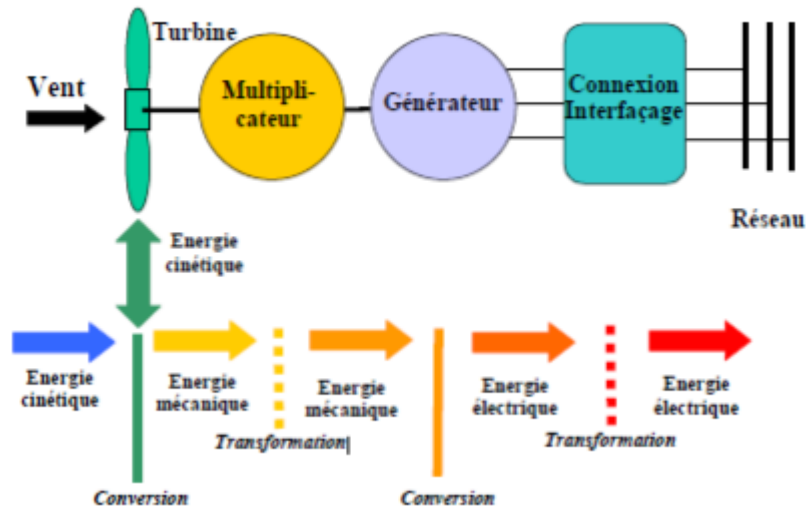 Turbine
Vent
Multipli-
cateur
Générateur
Connexion
Interfaçage
Réseau
Energie
cinétique
Energie
cinétique
Energie
mécanique
Energie
mécanique
Energie
électrique
Energie
électrique
Transformation|
Transformation
Conversion
Conversion